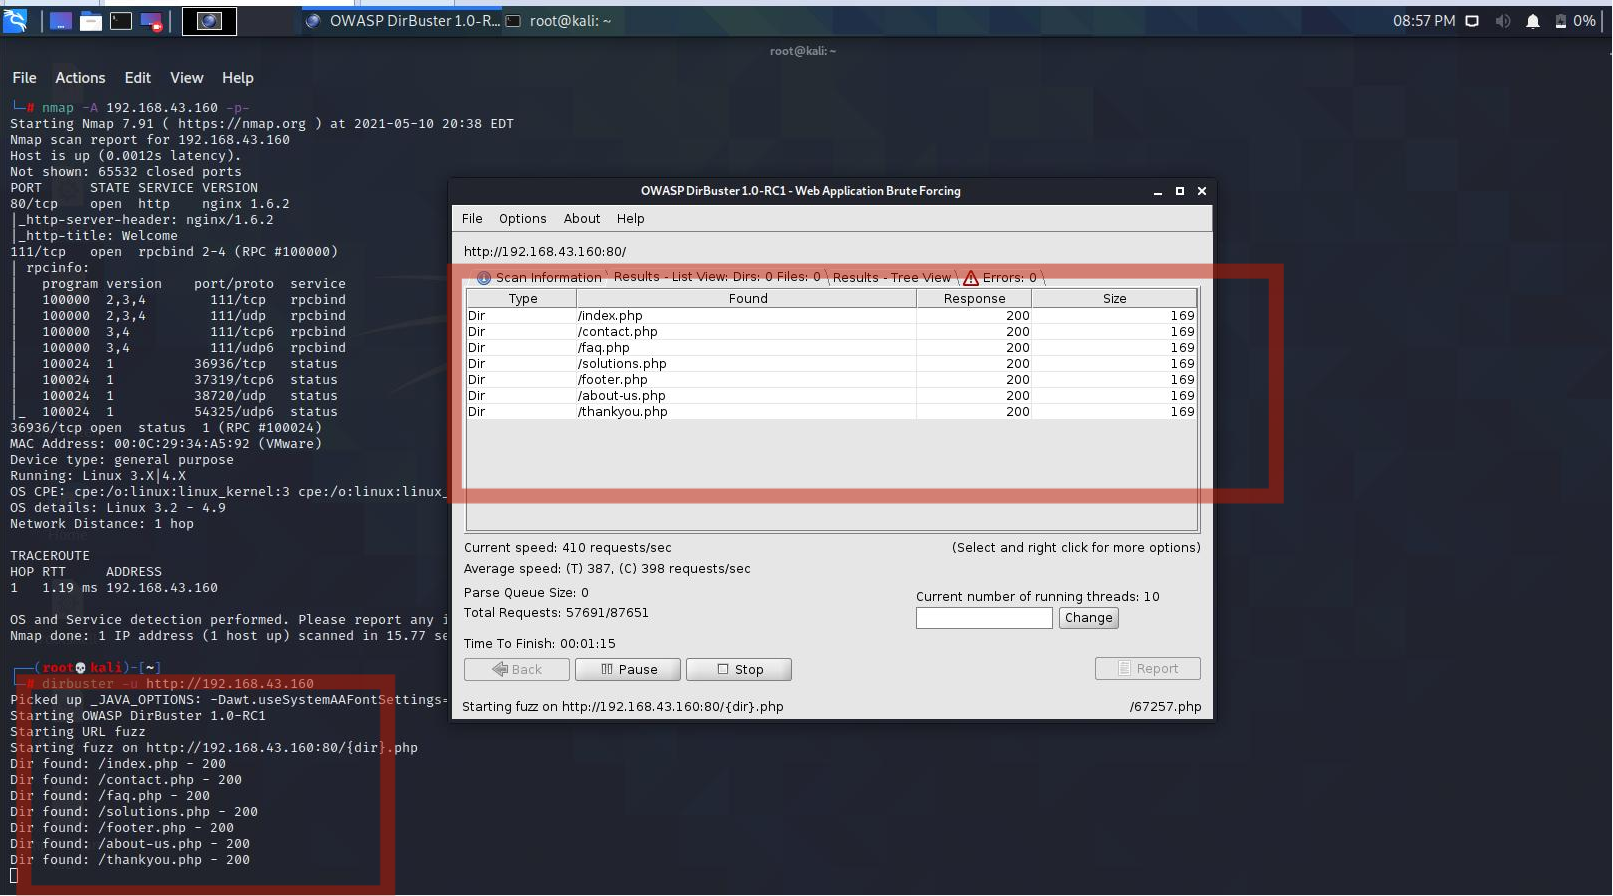 OWASP DirBuster 1.0-R...
root@kali: ~
08:57 PM
0%
root@kali: ~
File Actions Edit View Help
└─# nmap -A 192.168.43.160 -p-
Starting Nmap 7.91 ( https://nmap.org ) at 2021-05-10 20:38 EDT
Nmap scan report for 192.168.43.160
Host is up (0.0012s latency).
Not shown: 65532 closed ports
PORT STATE SERVICE VERSION
80/tcp open http nginx 1.6.2
|_http-server-header: nginx/1.6.2
|_http-title: Welcome
111/tcp open rpcbind 2-4 (RPC #100000)
| rpcinfo:
| program version port/proto service
| 100000 2,3,4 111/tcp rpcbind
| 100000 2,3,4 111/udp rpcbind
| 100000 3,4 111/tcp6 rpcbind
| 100000 3,4 111/udp6 rpcbind
| 100024 1 36936/tcp status
| 100024 1 37319/tcp6 status
| 100024 1 38720/udp status
|_ 100024 1 54325/udp6 status
36936/tcp open status 1 (RPC #100024)
MAC Address: 00:0C:29:34:A5:92 (VMware)
Device type: general purpose
Running: Linux 3.X|4.X
OS CPE: cpe:/o:linux:linux_kernel:3 cpe:/o:linux:linux_
OS details: Linux 3.2 - 4.9
Network Distance: 1 hop
TRACEROUTE
HOP RTT ADDRESS
1 1.19 ms 192.168.43.160
OS and Service detection performed. Please report any i
Nmap done: 1 IP address (1 host up) scanned in 15.77 se
┌──(root💀kali)-[~]
└─# dirbuster -u http://192.168.43.160
Picked up _JAVA_OPTIONS: -Dawt.useSystemAAFontSettings=
Starting OWASP DirBuster 1.0-RC1
Starting URL fuzz
Starting fuzz on http://192.168.43.160:80/{dir}.php
Dir found: /index.php - 200
Dir found: /contact.php - 200
Dir found: /faq.php - 200
Dir found: /solutions.php - 200
Dir found: /footer.php - 200
Dir found: /about-us.php - 200
Dir found: /thankyou.php - 200
OWASP DirBuster 1.0-RC1 - Web Application Brute Forcing
File Options About Help
http://192.168.43.160:80/
Scan Information Results - List View: Dirs: 0 Files: 0 Results - Tree View Errors: 0
Type Found Response Size
Dir /index.php 200 169
Dir /contact.php 200 169
Dir /faq.php 200 169
Dir /solutions.php 200 169
Dir /footer.php 200 169
Dir /about-us.php 200 169
Dir /thankyou.php 200 169
Current speed: 410 requests/sec (Select and right click for more options)
Average speed: (T) 387, (C) 398 requests/sec
Parse Queue Size: 0
Current number of running threads: 10
Total Requests: 57691/87651
Change
Time To Finish: 00:01:15
Back Pause Stop Report
Starting fuzz on http://192.168.43.160:80/{dir}.php /67257.php